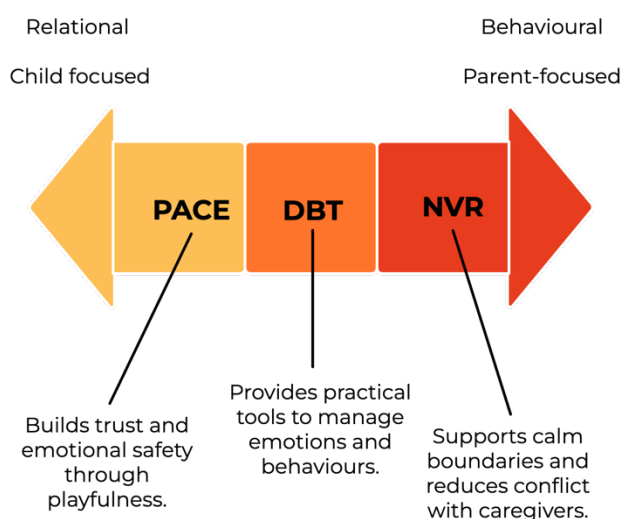 Relational
Behavioural
Child focused
Parent-focused
PACE
DBT
NVR
Builds trust and
emotional safety
through
playfulness.
Provides practical
tools to manage
emotions and
behaviours.
Supports calm
boundaries and
reduces conflict
with caregivers.